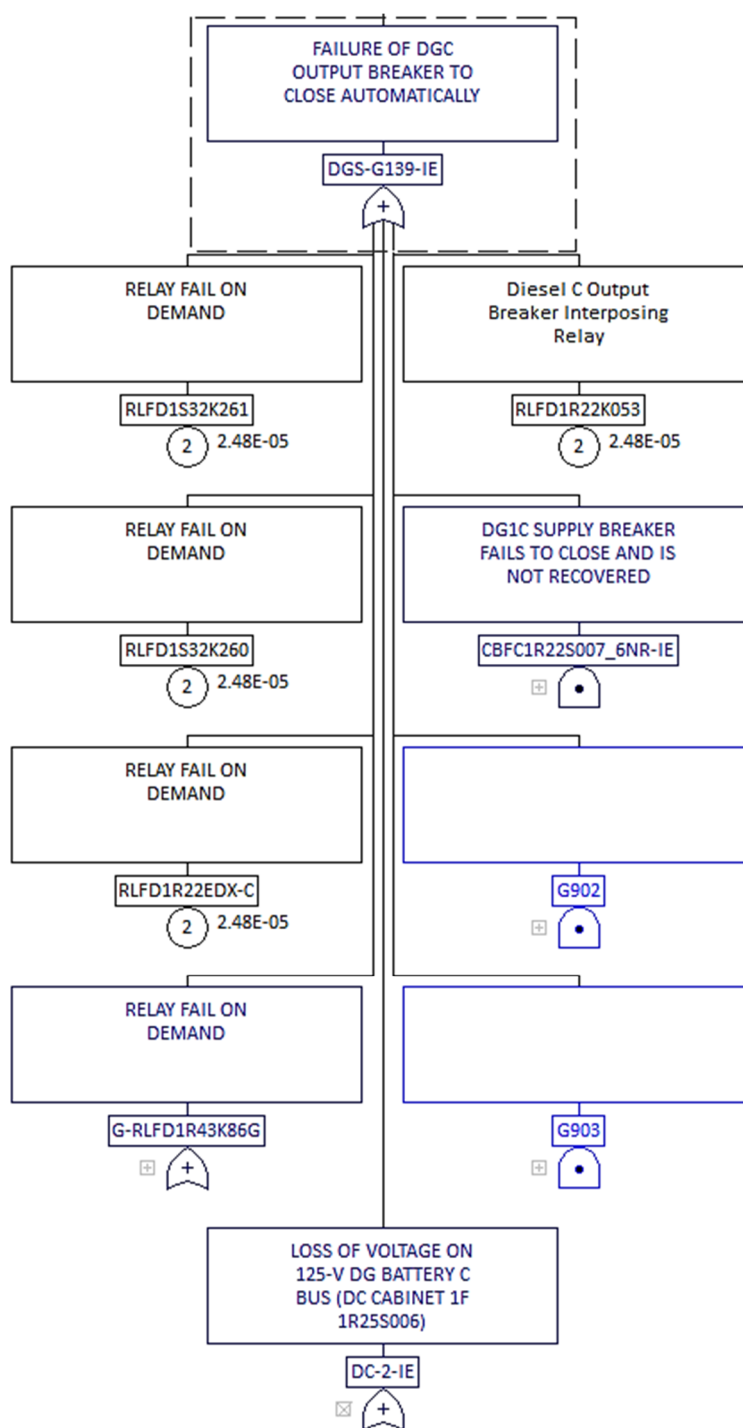 FAILURE OF DGC
OUTPUT BREAKER TO
CLOSE AUTOMATICALLY
DGS-G139-IE
+
RELAY FAIL ON
DEMAND
RLFD1S32K261
2 2.48E-05
Diesel C Output
Breaker Interposing
Relay
RLFD1R22K053
2 2.48E-05
RELAY FAIL ON
DEMAND
RLFD1S32K260
2 2.48E-05
DG1C SUPPLY BREAKER
FAILS TO CLOSE AND IS
NOT RECOVERED
CBFC1R22S007_6NR-IE
RELAY FAIL ON
DEMAND
RLFD1R22EDX-C
2 2.48E-05
G902
RELAY FAIL ON
DEMAND
G-RLFD1R43K86G
+
G903
LOSS OF VOLTAGE ON
125-V DG BATTERY C
BUS (DC CABINET 1F
1R25S006)
DC-2-IE
+